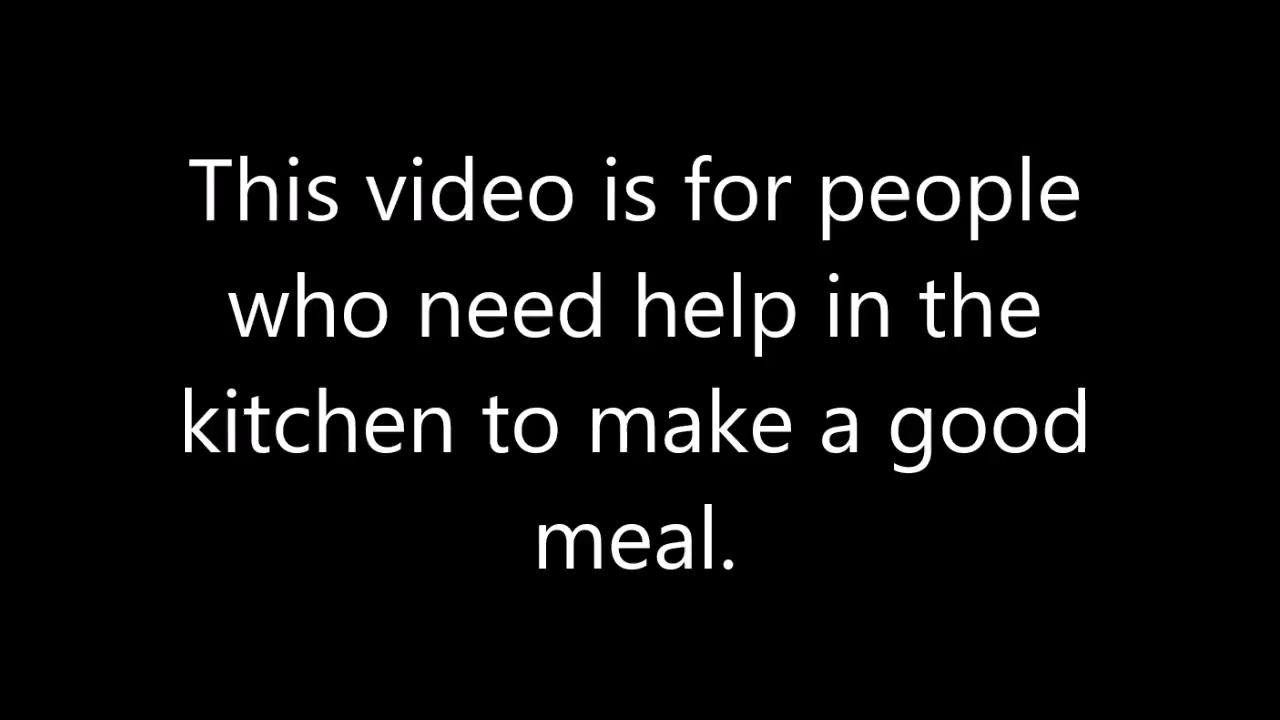 This video is for people
who need help in the
kitchen to make a good
meal.